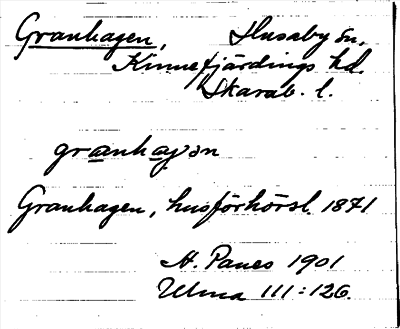 Granhagen, Husaby sn,
Kinnefjärdings hd.
Skarab. l.
granhagən
Granhagen, husförhörsl. 1871
A. Panes 1901
Ulma 111:126.